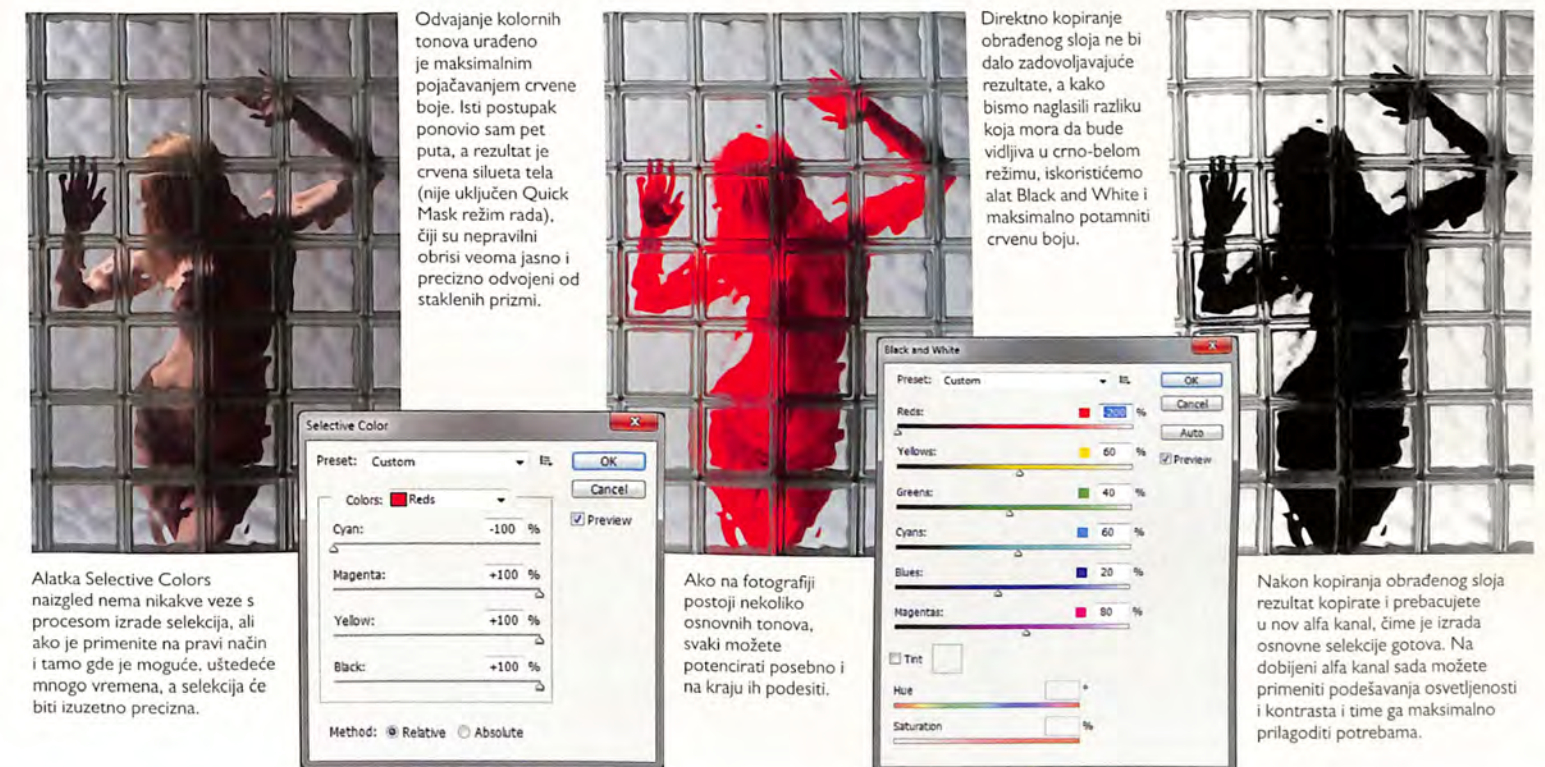 Odvajanje kolornih
tonova urađeno
je maksimalnim
pojačavanjem crvene
boje. Isti postupak
ponovio sam pet
puta, a rezultat je
crvena silueta tela
(nije uključen Quick
Mask režim rada),
čiji su nepravilni
obrisi veoma jasno i
precizno odvojeni od
staklenih prizmi.
Direktno kopiranje
obrađenog sloja ne bi
dalo zadovoljavajuće
rezultate, a kako
bismo naglasili razliku
koja mora da bude
vidljiva u crno-belom
režimu, iskoristićemo
alat Black and White i
maksimalno potamniti
crvenu boju.
Alatka Selective Colors
naizgled nema nikakve veze s
procesom izrade selekcija, ali
ako je primenite na pravi način
i tamo gde je moguće, uštedeće
mnogo vremena, a selekcija će
biti izuzetno precizna.
Selective Color
Preset: Custom
OK
Cancel
Colors: Reds
Preview
Cyan: -100 %
Magenta: +100 %
Yellow: +100 %
Black: +100 %
Method: Relative Absolute
Ako na fotografiji
postoji nekoliko
osnovnih tonova,
svaki možete
potencirati posebno i
na kraju ih podesiti.
Black and White
Preset: Custom
OK
Cancel
Auto
Preview
Reds: -200 %
Yellows: 60 %
Greens: 40 %
Cyans: 60 %
Blues: 20 %
Magentas: 80 %
Tint
Hue °
Saturation %
Nakon kopiranja obrađenog sloja
rezultat kopirate i prebacujete
u nov alfa kanal, čime je izrada
osnovne selekcije gotova. Na
dobijeni alfa kanal sada možete
primeniti podešavanja osvetljenosti
i kontrasta i time ga maksimalno
prilagoditi potrebama.